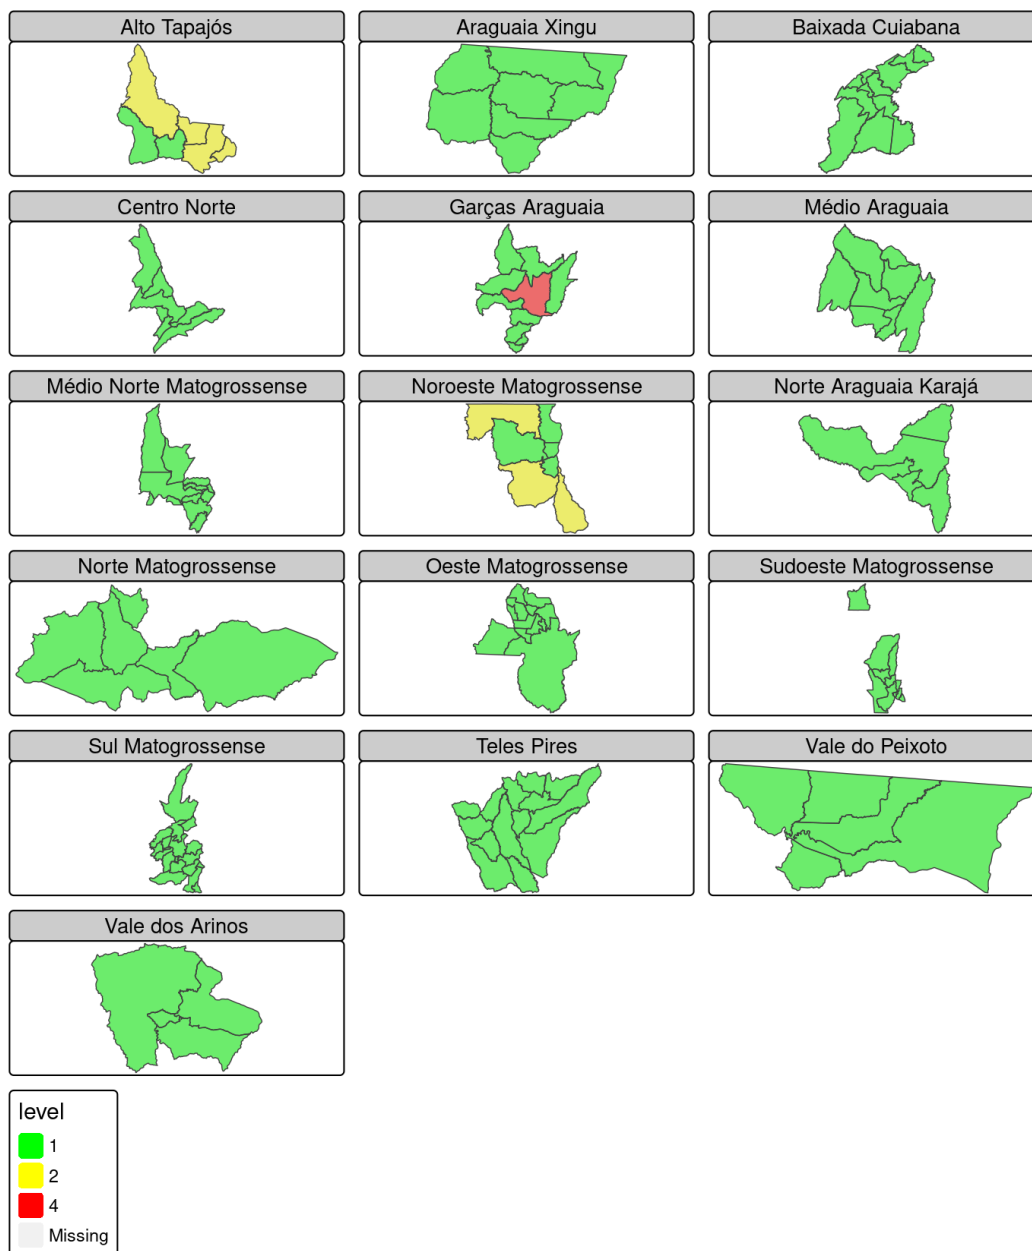 Alto Tapajós
Araguaia Xingu
Baixada Cuiabana
Centro Norte
Garças Araguaia
Médio Araguaia
Médio Norte Matogrossense
Noroeste Matogrossense
Norte Araguaia Karajá
Norte Matogrossense
Oeste Matogrossense
Sudoeste Matogrossense
Sul Matogrossense
Teles Pires
Vale do Peixoto
Vale dos Arinos
level
1
2
4
Missing